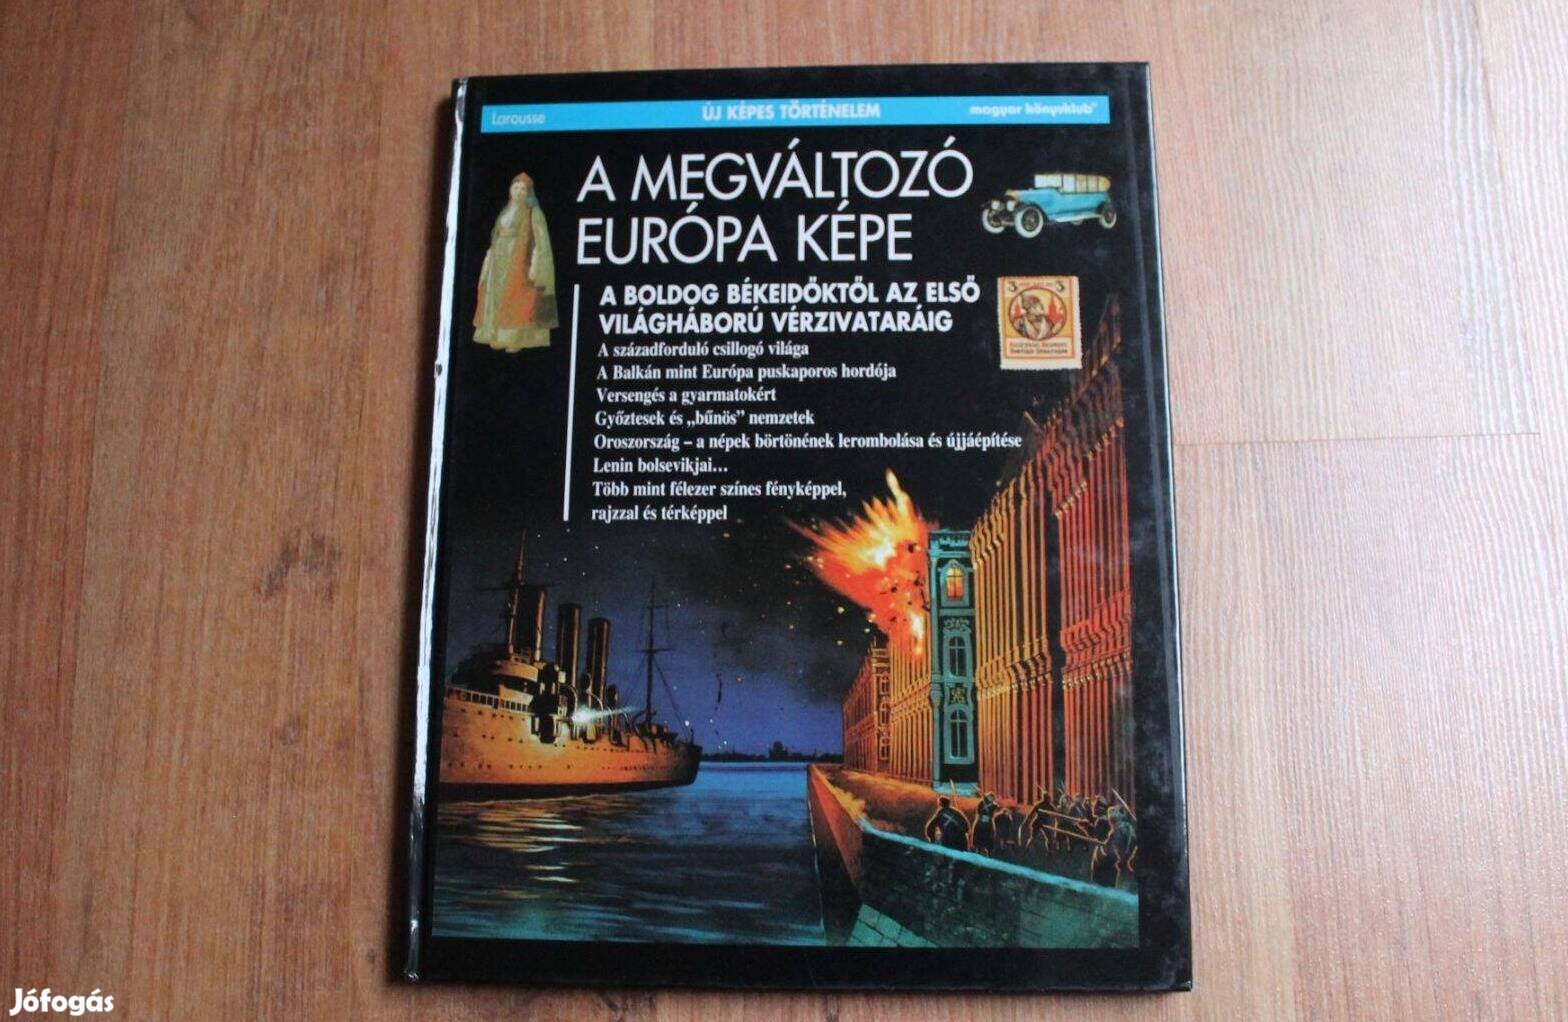 Larousse ÚJ KÉPES TÖRTÉNELEM magyar könyvklub
A MEGVÁLTOZÓ
EURÓPA KÉPE
A BOLDOG BÉKEIDŐKTŐL AZ ELSŐ
VILÁGHÁBORÚ VÉRZIVATARÁIG
A századforduló csillogó világa
A Balkán mint Európa puskaporos hordója
Versengés a gyarmatokért
Győztesek és „bűnös” nemzetek
Oroszország – a népek börtönének lerombolása és újjáépítése
Lenin bolsevikjai...
Több mint félezer színes fényképpel,
rajzzal és térképpel
3 3
Jófogás